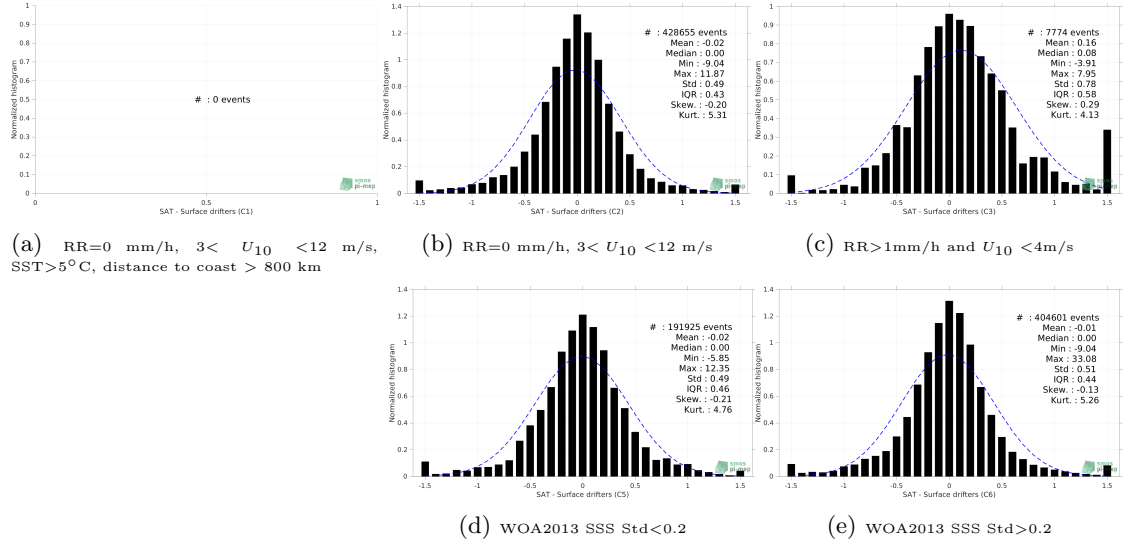 1
0.9
0.8
0.7
0.6
0.5
0.4
0.3
0.2
0.1
0
Normalized histogram
# : 0 events
smos
pi-mep
0 0.5 1
SAT - Surface drifters (C1)
(a) RR=0 mm/h, 3< U10 <12 m/s,
SST>5°C, distance to coast > 800 km
1.4
1.2
1
0.8
0.6
0.4
0.2
0
Normalized histogram
# : 428655 events
Mean : -0.02
Median : 0.00
Min : -9.04
Max : 11.87
Std : 0.49
IQR : 0.43
Skew. : -0.20
Kurt. : 5.31
smos
pi-mep
-1.5 -1 -0.5 0 0.5 1 1.5
SAT - Surface drifters (C2)
(b) RR=0 mm/h, 3< U10 <12 m/s
1
0.9
0.8
0.7
0.6
0.5
0.4
0.3
0.2
0.1
0
Normalized histogram
# : 7774 events
Mean : 0.16
Median : 0.08
Min : -3.91
Max : 7.95
Std : 0.78
IQR : 0.58
Skew. : 0.29
Kurt. : 4.13
smos
pi-mep
-1.5 -1 -0.5 0 0.5 1 1.5
SAT - Surface drifters (C3)
(c) RR>1mm/h and U10 <4m/s
1.4
1.2
1
0.8
0.6
0.4
0.2
0
Normalized histogram
# : 191925 events
Mean : -0.02
Median : 0.00
Min : -5.85
Max : 12.35
Std : 0.49
IQR : 0.46
Skew. : -0.21
Kurt. : 4.76
smos
pi-mep
-1.5 -1 -0.5 0 0.5 1 1.5
SAT - Surface drifters (C5)
(d) WOA2013 SSS Std<0.2
1.4
1.2
1
0.8
0.6
0.4
0.2
0
Normalized histogram
# : 404601 events
Mean : -0.01
Median : 0.00
Min : -9.04
Max : 33.08
Std : 0.51
IQR : 0.44
Skew. : -0.13
Kurt. : 5.26
smos
pi-mep
-1.5 -1 -0.5 0 0.5 1 1.5
SAT - Surface drifters (C6)
(e) WOA2013 SSS Std>0.2